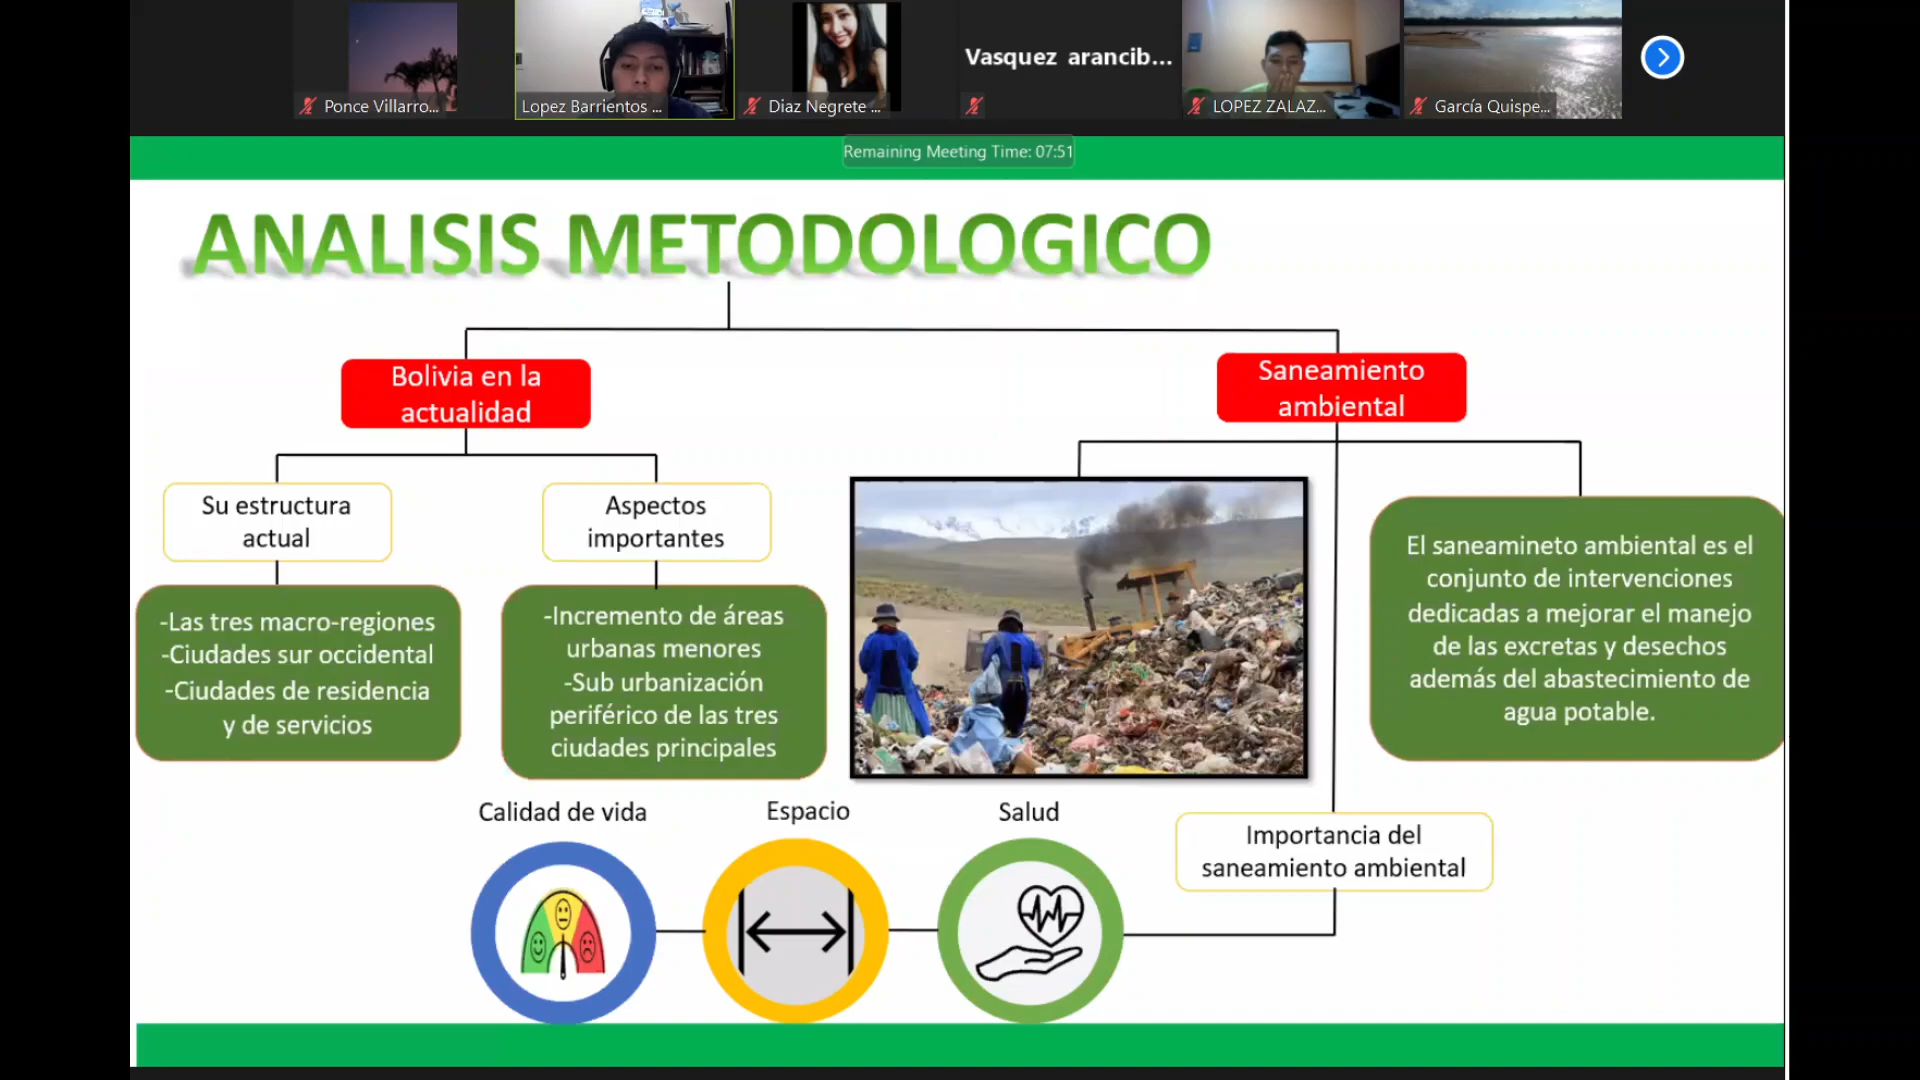 Ponce Villarro...
Lopez Barrientos ...
Diaz Negrete ...
Vasquez arancib...
LOPEZ ZALAZ...
García Quispe...
Remaining Meeting Time: 07:51
ANALISIS METODOLOGICO
Bolivia en la
actualidad
Saneamiento
ambiental
Su estructura
actual
Aspectos
importantes
-Las tres macro-regiones
-Ciudades sur occidental
-Ciudades de residencia
y de servicios
-Incremento de áreas
urbanas menores
-Sub urbanización
periférico de las tres
ciudades principales
El saneamineto ambiental es el
conjunto de intervenciones
dedicadas a mejorar el manejo
de las excretas y desechos
además del abastecimiento de
agua potable.
Calidad de vida
Espacio
Salud
Importancia del
saneamiento ambiental